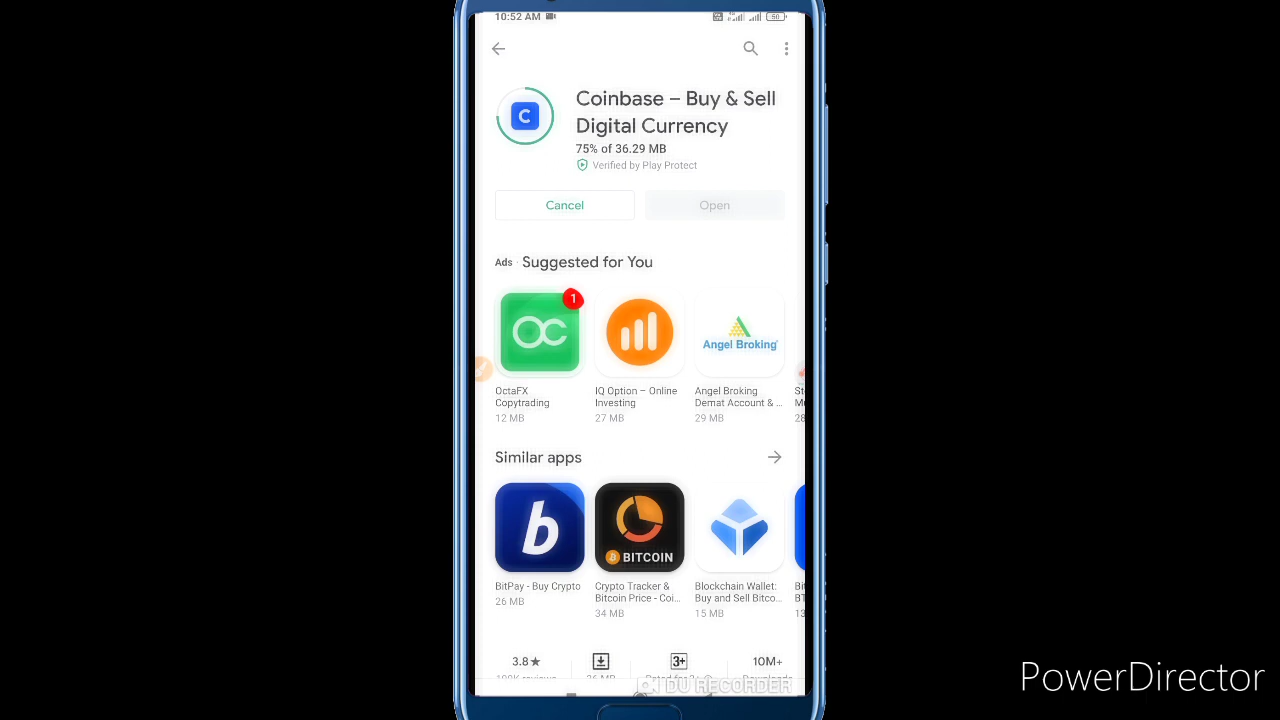 10:52 AM
50
Coinbase – Buy & Sell
Digital Currency
75% of 36.29 MB
Verified by Play Protect
Cancel
Open
Ads · Suggested for You
OC
1
Angel Broking
OctaFX
Copytrading
12 MB
IQ Option – Online
Investing
27 MB
Angel Broking
Demat Account & ...
29 MB
Similar apps
b
BITCOIN
BitPay - Buy Crypto
26 MB
Crypto Tracker &
Bitcoin Price - Coi...
34 MB
Blockchain Wallet:
Buy and Sell Bitco...
15 MB
3.8★
3+
10M+
DU RECORDER
PowerDirector